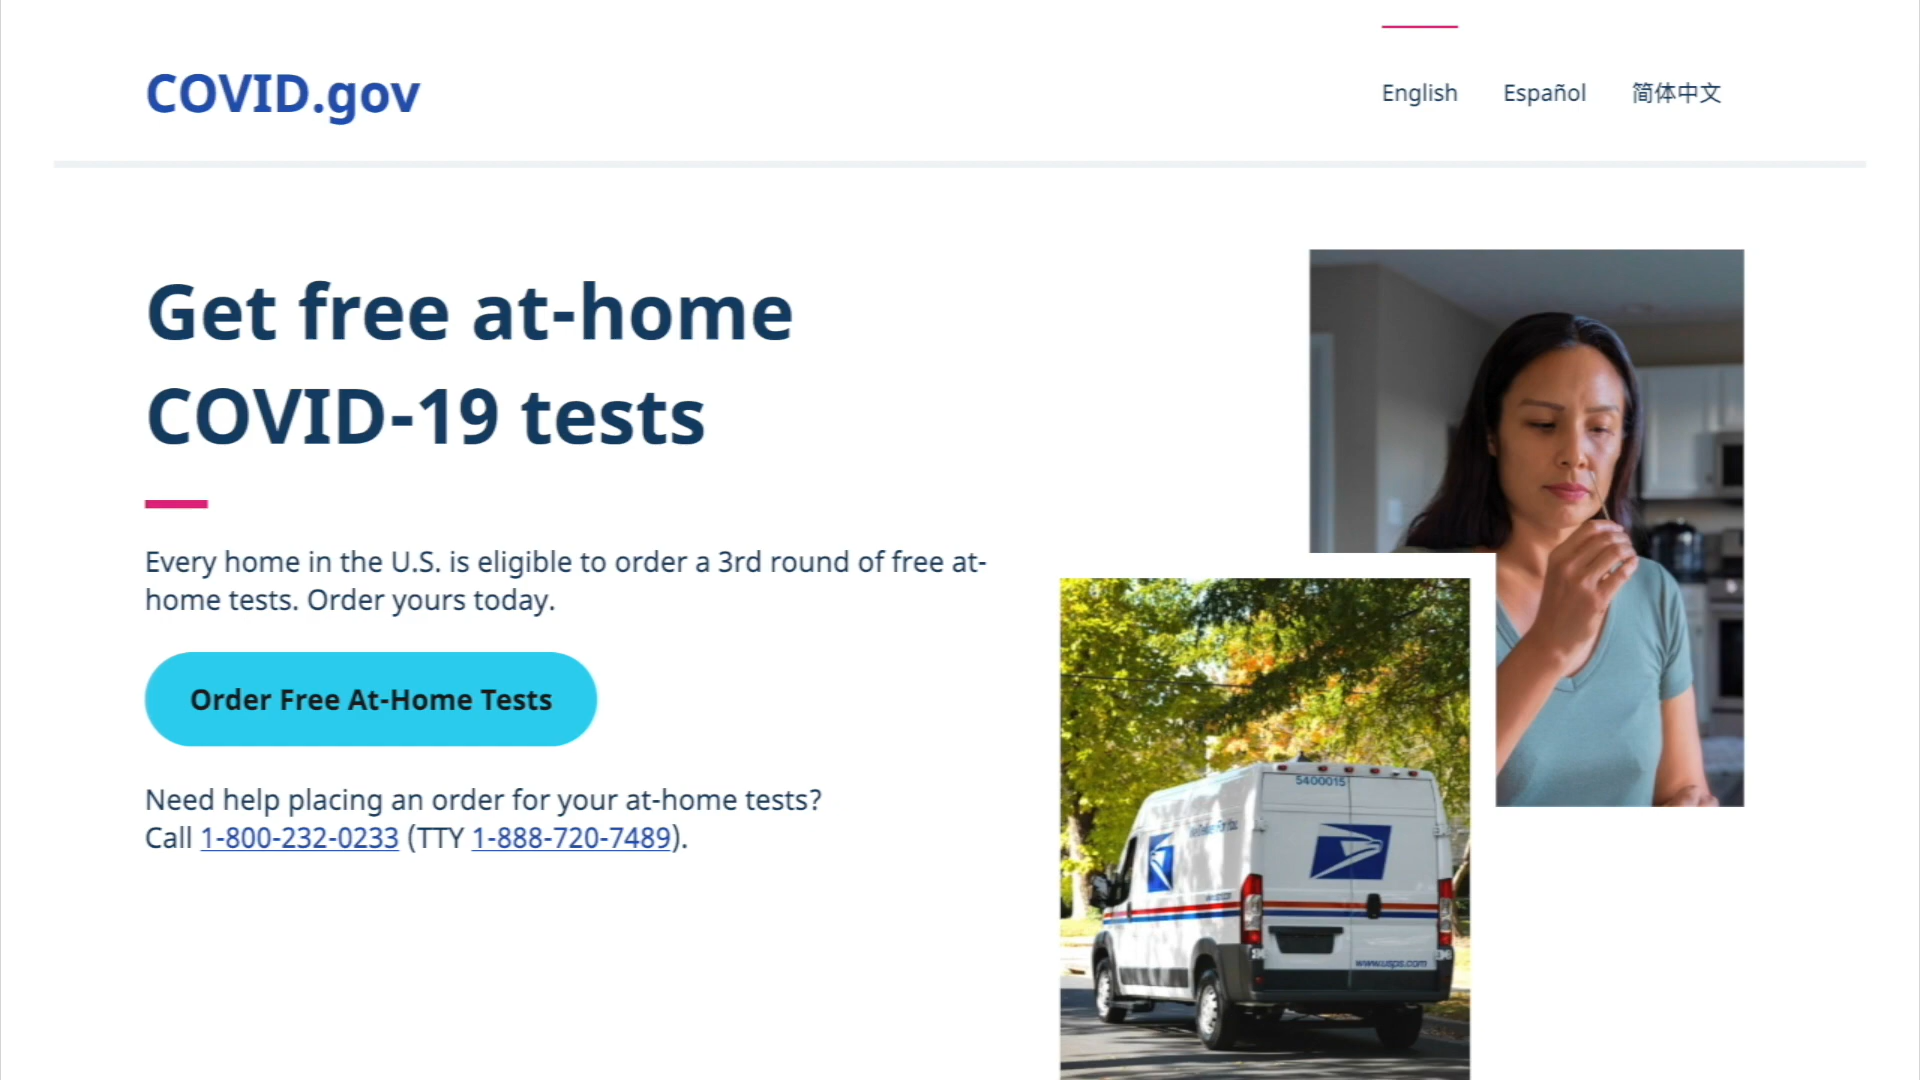 COVID.gov
English Español 简体中文
Get free at-home
COVID-19 tests
Every home in the U.S. is eligible to order a 3rd round of free at-
home tests. Order yours today.
Order Free At-Home Tests
Need help placing an order for your at-home tests?
Call 1-800-232-0233 (TTY 1-888-720-7489).
5400015
www.usps.com